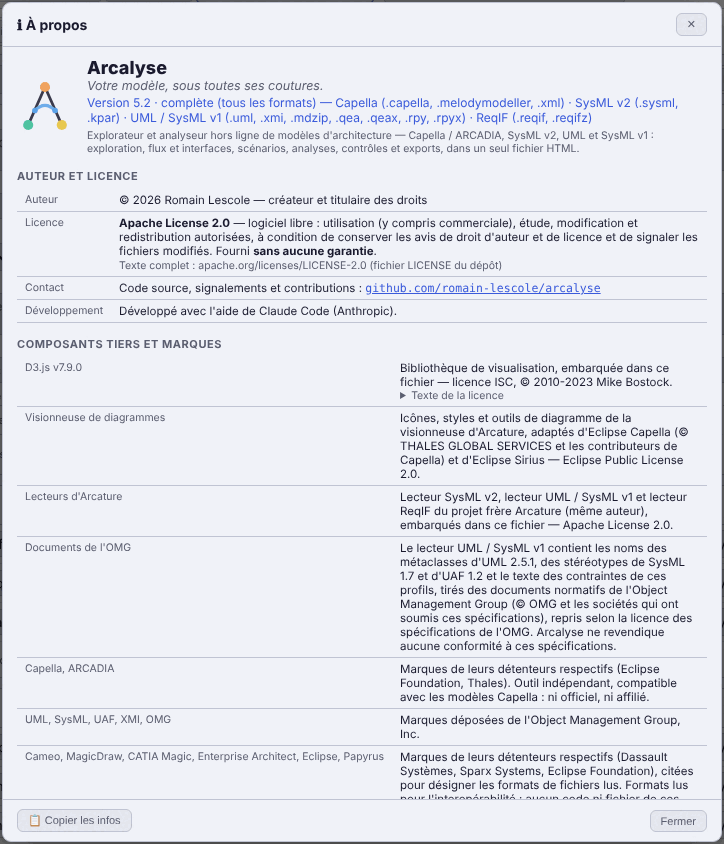 ℹ À propos
✕
Arcalyse
Votre modèle, sous toutes ses coutures.
Version 5.2 · complète (tous les formats) — Capella (.capella, .melodymodeller, .xml) · SysML v2 (.sysml,
.kpar) · UML / SysML v1 (.uml, .xmi, .mdzip, .qea, .qeax, .rpy, .rpyx) · ReqIF (.reqif, .reqifz)
Explorateur et analyseur hors ligne de modèles d'architecture — Capella / ARCADIA, SysML v2, UML et SysML v1 :
exploration, flux et interfaces, scénarios, analyses, contrôles et exports, dans un seul fichier HTML.
AUTEUR ET LICENCE
Auteur
© 2026 Romain Lescole — créateur et titulaire des droits
Licence
Apache License 2.0 — logiciel libre : utilisation (y compris commerciale), étude, modification et
redistribution autorisées, à condition de conserver les avis de droit d'auteur et de licence et de signaler les
fichiers modifiés. Fourni sans aucune garantie.
Texte complet : apache.org/licenses/LICENSE-2.0 (fichier LICENSE du dépôt)
Contact
Code source, signalements et contributions : github.com/romain-lescole/arcalyse
Développement
Développé avec l'aide de Claude Code (Anthropic).
COMPOSANTS TIERS ET MARQUES
D3.js v7.9.0
Bibliothèque de visualisation, embarquée dans ce
fichier — licence ISC, © 2010-2023 Mike Bostock.
▶ Texte de la licence
Visionneuse de diagrammes
Icônes, styles et outils de diagramme de la
visionneuse d'Arcature, adaptés d'Eclipse Capella (©
THALES GLOBAL SERVICES et les contributeurs de
Capella) et d'Eclipse Sirius — Eclipse Public License
2.0.
Lecteurs d'Arcature
Lecteur SysML v2, lecteur UML / SysML v1 et lecteur
ReqIF du projet frère Arcature (même auteur),
embarqués dans ce fichier — Apache License 2.0.
Documents de l'OMG
Le lecteur UML / SysML v1 contient les noms des
métaclasses d'UML 2.5.1, des stéréotypes de SysML
1.7 et d'UAF 1.2 et le texte des contraintes de ces
profils, tirés des documents normatifs de l'Object
Management Group (© OMG et les sociétés qui ont
soumis ces spécifications), repris selon la licence des
spécifications de l'OMG. Arcalyse ne revendique
aucune conformité à ces spécifications.
Capella, ARCADIA
Marques de leurs détenteurs respectifs (Eclipse
Foundation, Thales). Outil indépendant, compatible
avec les modèles Capella : ni officiel, ni affilié.
UML, SysML, UAF, XMI, OMG
Marques déposées de l'Object Management Group,
Inc.
Cameo, MagicDraw, CATIA Magic, Enterprise Architect, Eclipse, Papyrus
Marques de leurs détenteurs respectifs (Dassault
Systèmes, Sparx Systems, Eclipse Foundation), citées
pour désigner les formats de fichiers lus. Formats lus
pour l'interopérabilité : aucun code ni fichier de ces
📋 Copier les infos
Fermer